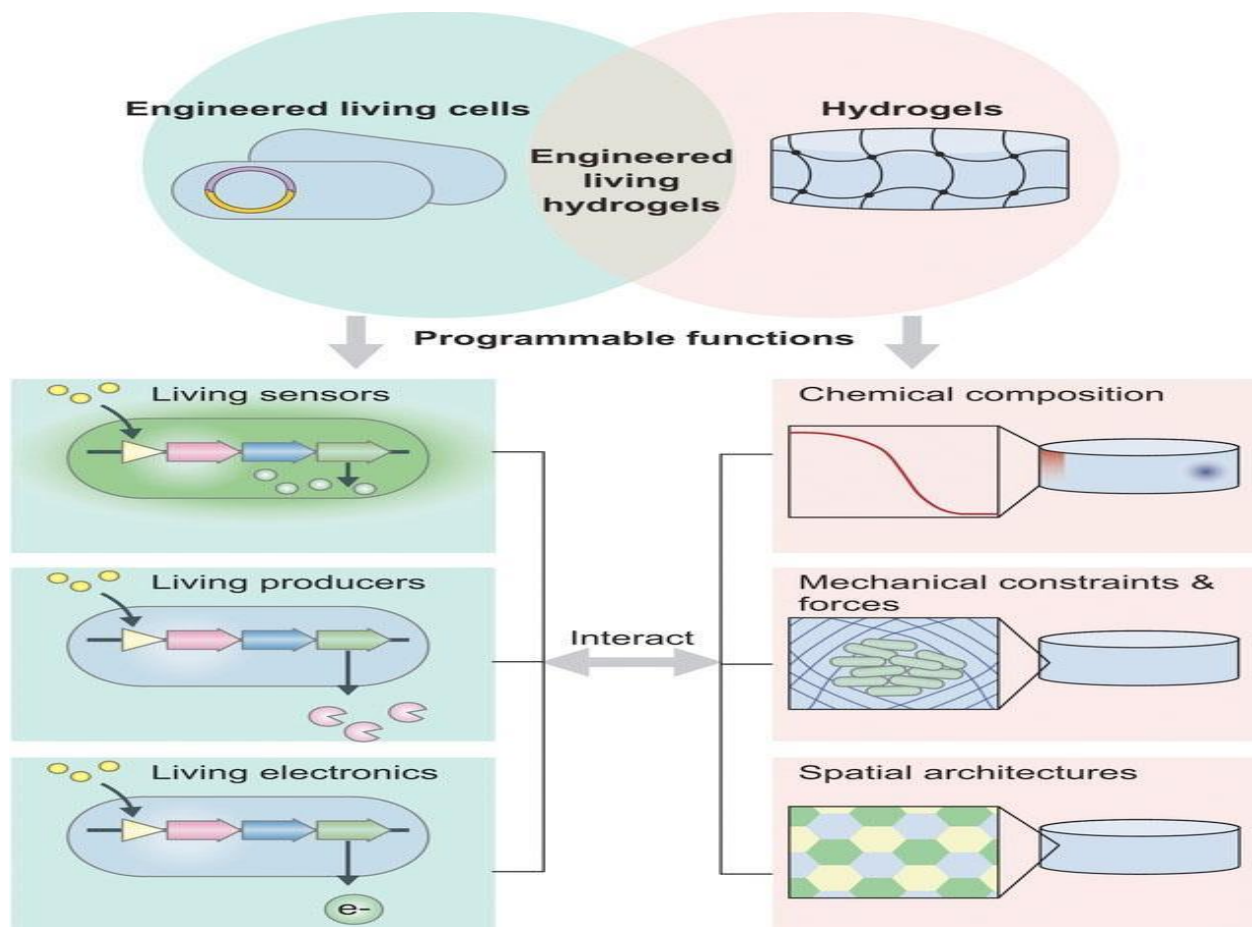 Engineered living cells
Hydrogels
Engineered
living
hydrogels
Programmable functions
Living sensors
Living producers
Living electronics
e-
Interact
Chemical composition
Mechanical constraints &
forces
Spatial architectures